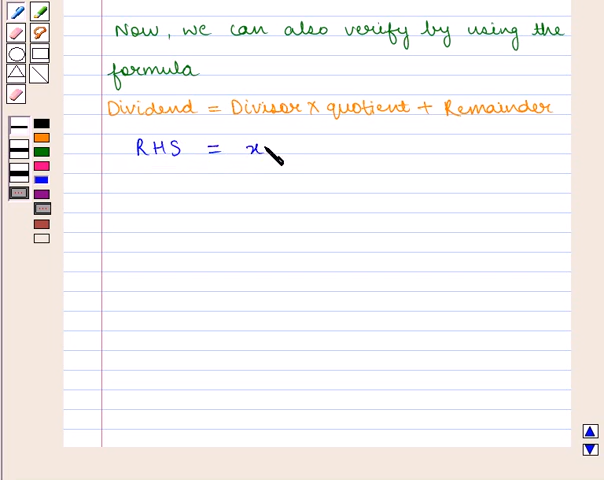 Now, we can also verify by using the
formula
Dividend = Divisor × quotient + Remainder
RHS = x